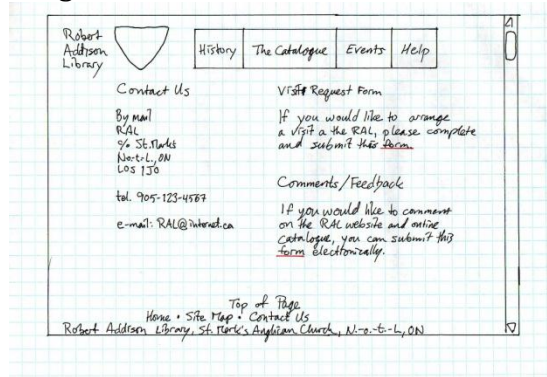 Robert
Addison
Library
History The Catalogue Events Help
Contact Us
By mail
RAL
c/o St. Marks
N-o-t-L, ON
L0S 1J0
tel. 905-123-4567
e-mail: RAL@internet.ca
Visit Request Form
If you would like to arrange
a visit a the RAL, please complete
and submit this form.
Comments/Feedback
If you would like to comment
on the RAL website and online
catalogue, you can submit this
form electronically.
Top of Page
Home • Site Map • Contact Us
Robert Addison Library, St. Mark's Anglican Church, N.-o.-t.-L, ON